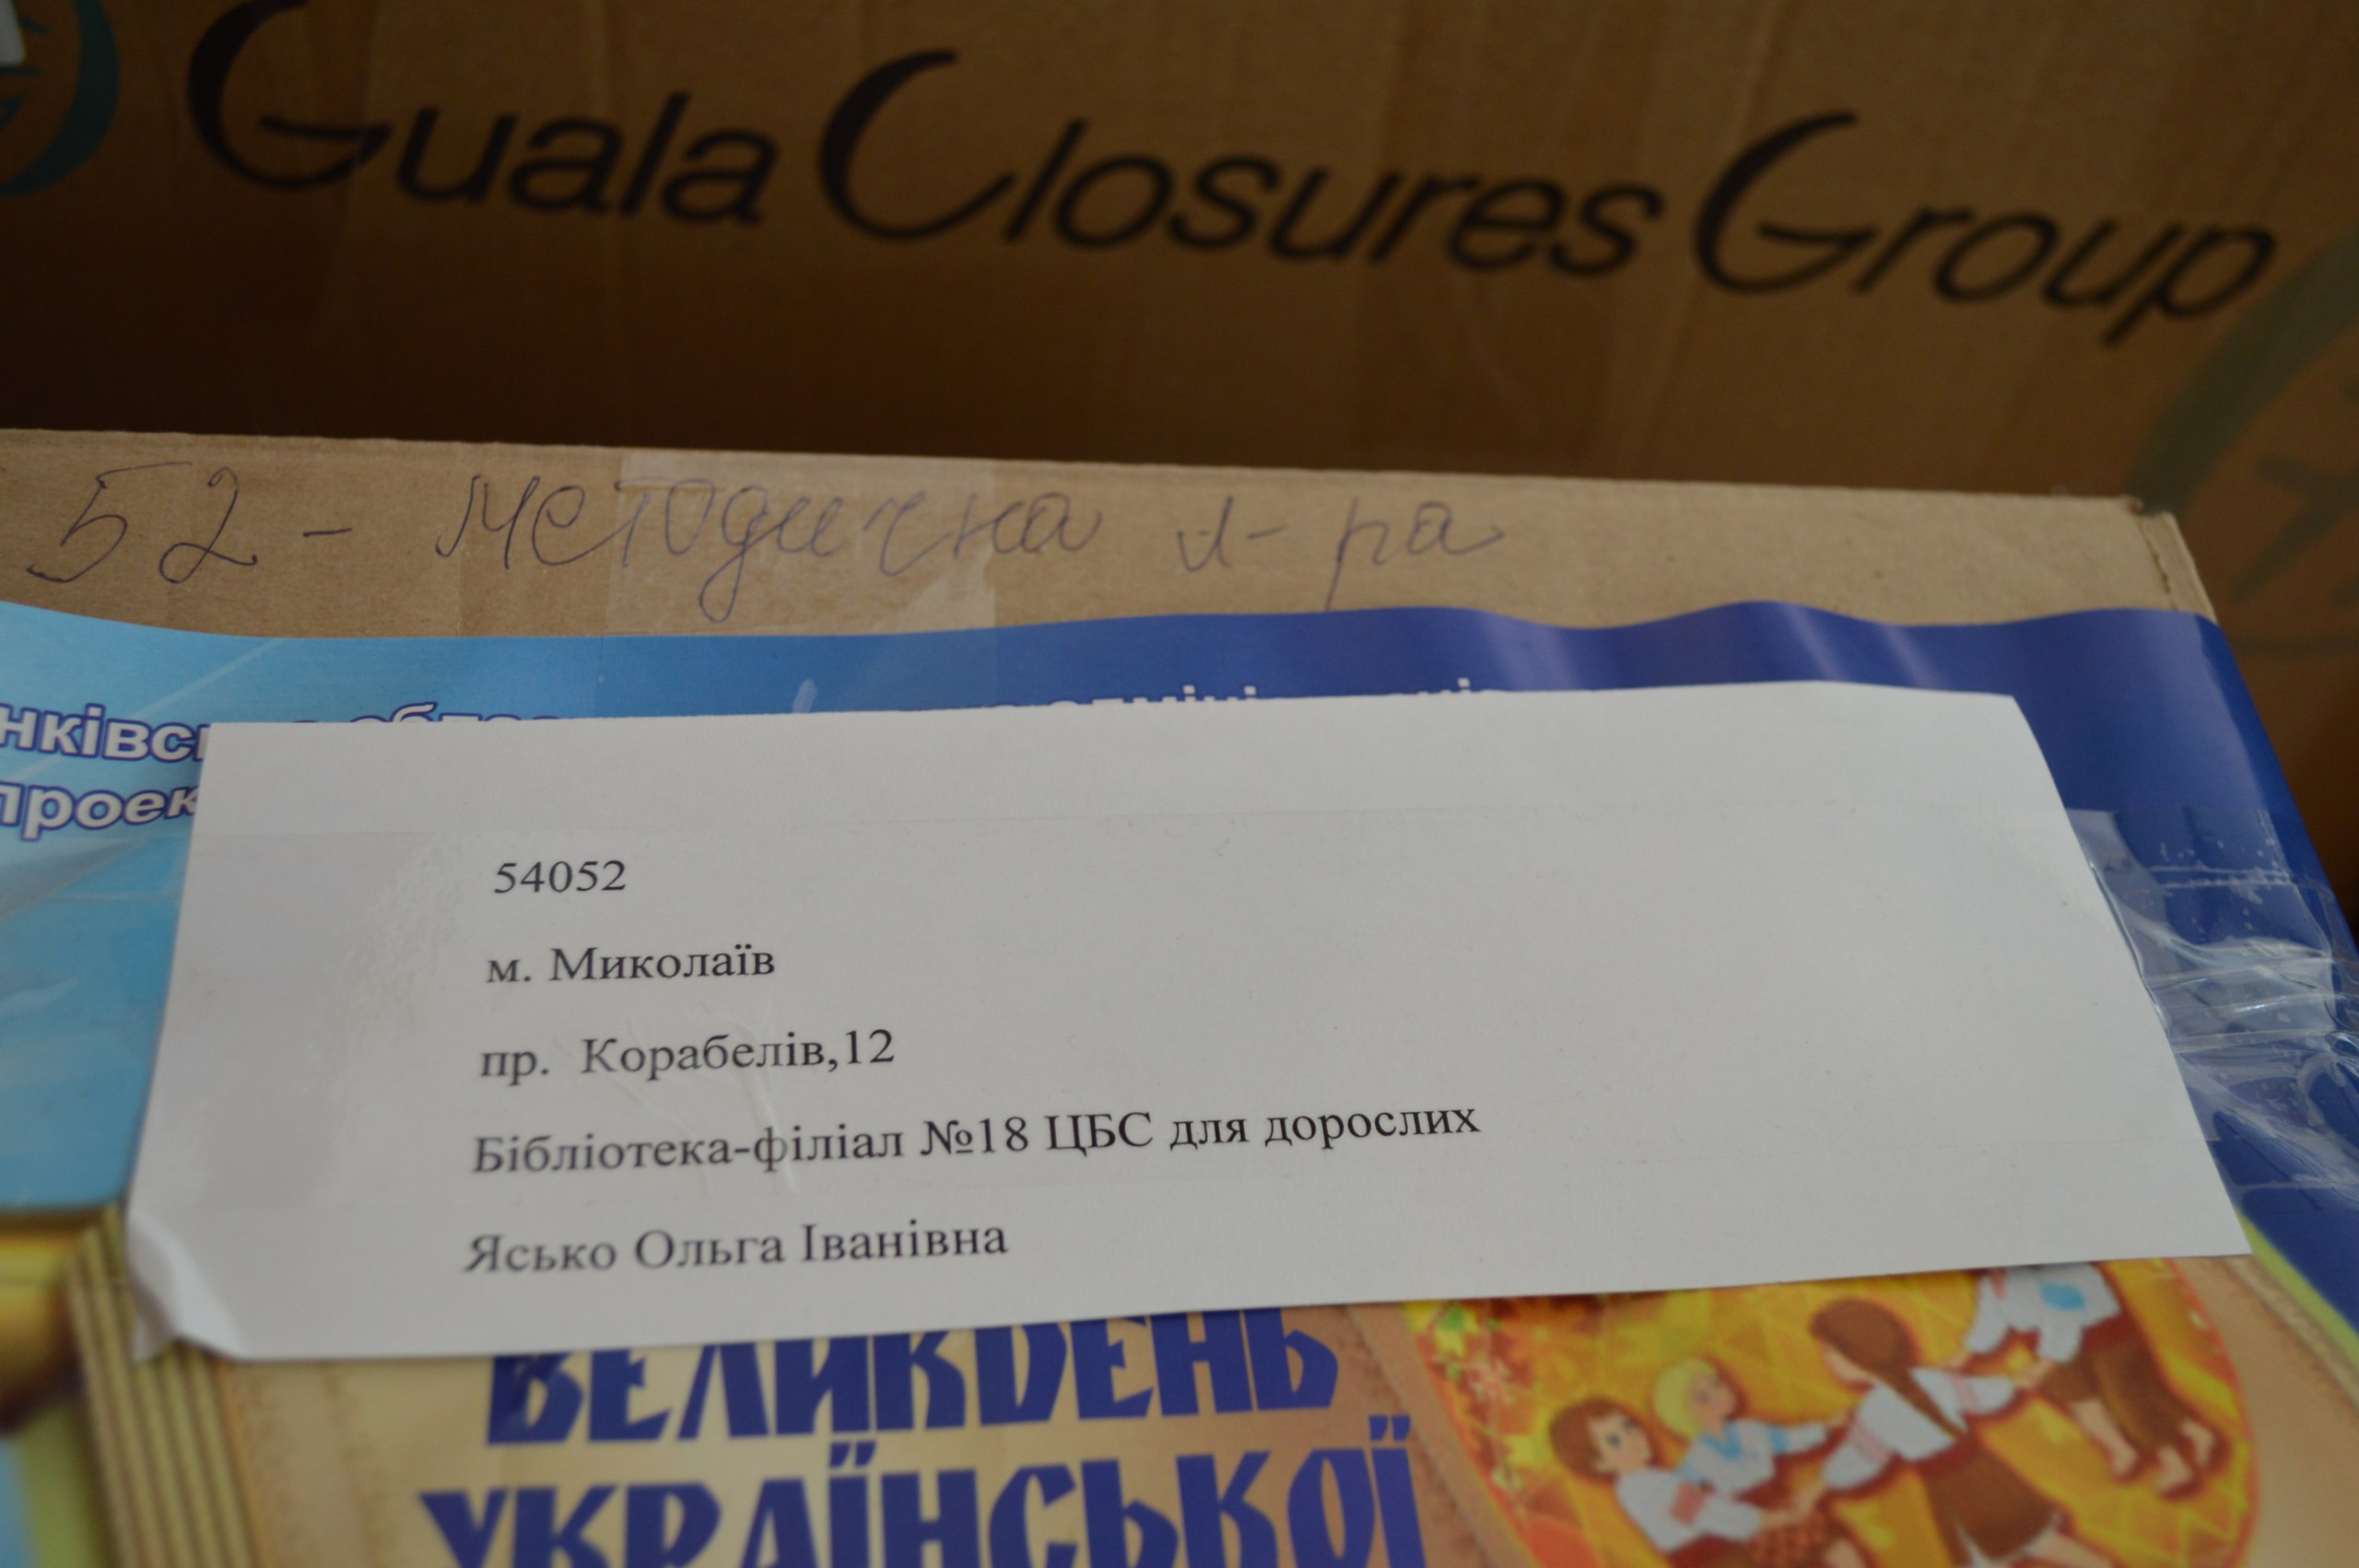 Guala Closures Group
52 - методична л-ра
54052
м. Миколаїв
пр. Корабелів,12
Бібліотека-філіал №18 ЦБС для дорослих
Ясько Ольга Іванівна
ВЕЛИКДЕНЬ
УКРАЇНСЬКОЇ